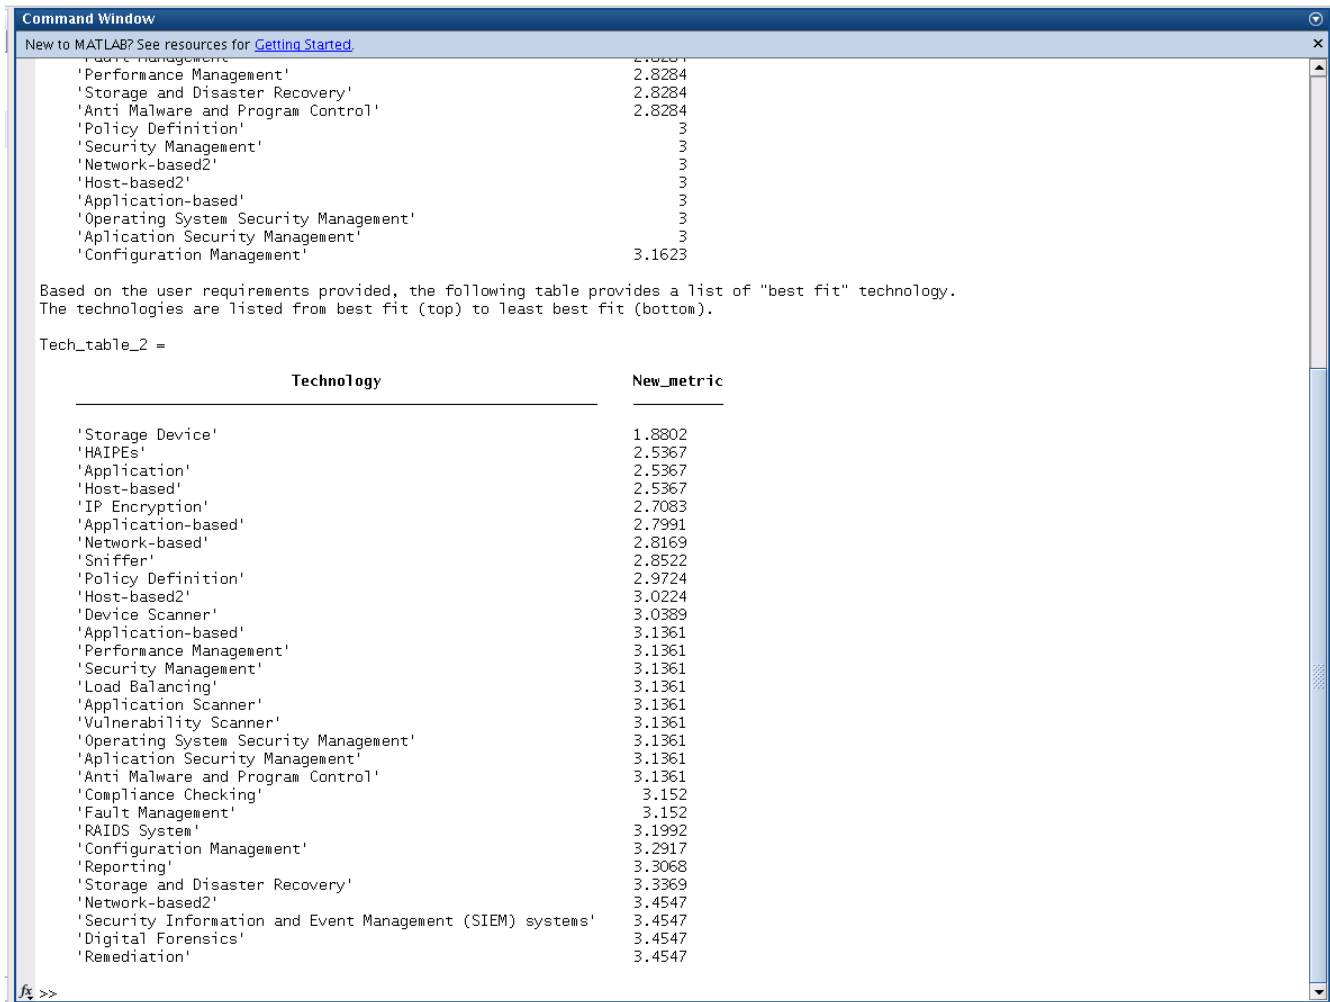 Command Window
New to MATLAB? See resources for Getting Started.
'Fault Management' 2.8284
'Performance Management' 2.8284
'Storage and Disaster Recovery' 2.8284
'Anti Malware and Program Control' 2.8284
'Policy Definition' 3
'Security Management' 3
'Network-based2' 3
'Host-based2' 3
'Application-based' 3
'Operating System Security Management' 3
'Aplication Security Management' 3
'Configuration Management' 3.1623
Based on the user requirements provided, the following table provides a list of "best fit" technology.
The technologies are listed from best fit (top) to least best fit (bottom).
Tech_table_2 =
Technology New_metric
'Storage Device' 1.8802
'HAIPEs' 2.5367
'Application' 2.5367
'Host-based' 2.5367
'IP Encryption' 2.7083
'Application-based' 2.7991
'Network-based' 2.8169
'Sniffer' 2.8522
'Policy Definition' 2.9724
'Host-based2' 3.0224
'Device Scanner' 3.0389
'Application-based' 3.1361
'Performance Management' 3.1361
'Security Management' 3.1361
'Load Balancing' 3.1361
'Application Scanner' 3.1361
'Vulnerability Scanner' 3.1361
'Operating System Security Management' 3.1361
'Aplication Security Management' 3.1361
'Anti Malware and Program Control' 3.1361
'Compliance Checking' 3.152
'Fault Management' 3.152
'RAIDS System' 3.1992
'Configuration Management' 3.2917
'Reporting' 3.3068
'Storage and Disaster Recovery' 3.3369
'Network-based2' 3.4547
'Security Information and Event Management (SIEM) systems' 3.4547
'Digital Forensics' 3.4547
'Remediation' 3.4547
fx >>